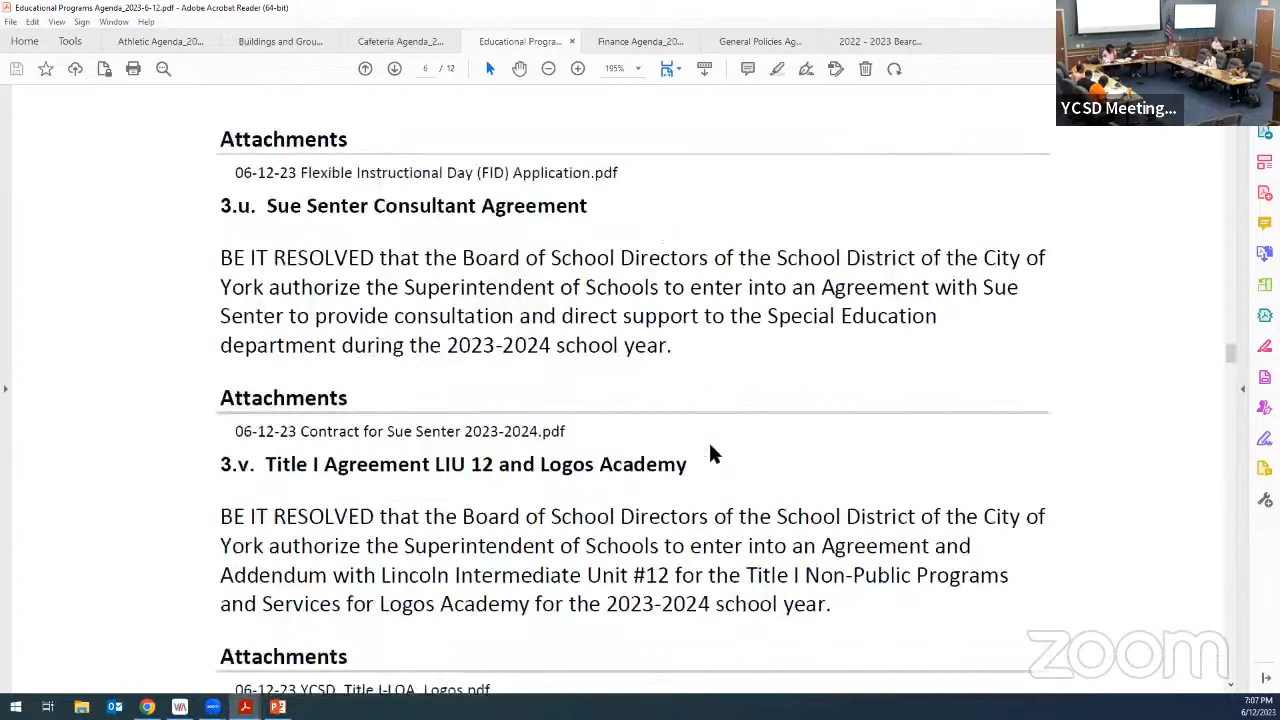 Educational Programs Agenda_2023-6-12.pdf - Adobe Acrobat Reader (64-bit)
File Edit View Sign Window Help
Home Tools Athletic Agenda_20... Buildings and Grou... Cafeteria Agenda_2... Educational Progra... × Finance Agenda_20... General Policies Ag... 2022 - 2023 Bearc...
/ 12 195%
YCSD Meeting...
Attachments
06-12-23 Flexible Instructional Day (FID) Application.pdf
3.u. Sue Senter Consultant Agreement
BE IT RESOLVED that the Board of School Directors of the School District of the City of
York authorize the Superintendent of Schools to enter into an Agreement with Sue
Senter to provide consultation and direct support to the Special Education
department during the 2023-2024 school year.
Attachments
06-12-23 Contract for Sue Senter 2023-2024.pdf
3.v. Title I Agreement LIU 12 and Logos Academy
BE IT RESOLVED that the Board of School Directors of the School District of the City of
York authorize the Superintendent of Schools to enter into an Agreement and
Addendum with Lincoln Intermediate Unit #12 for the Title I Non-Public Programs
and Services for Logos Academy for the 2023-2024 school year.
Attachments
06-12-23 YCSD_Title I-LOA_Logos.pdf
zoom
7:07 PM
6/12/2023